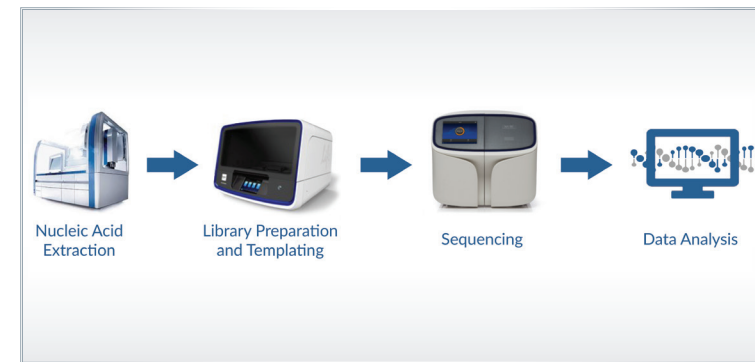 Nucleic Acid
Extraction
Library Preparation
and Templating
Sequencing
Data Analysis